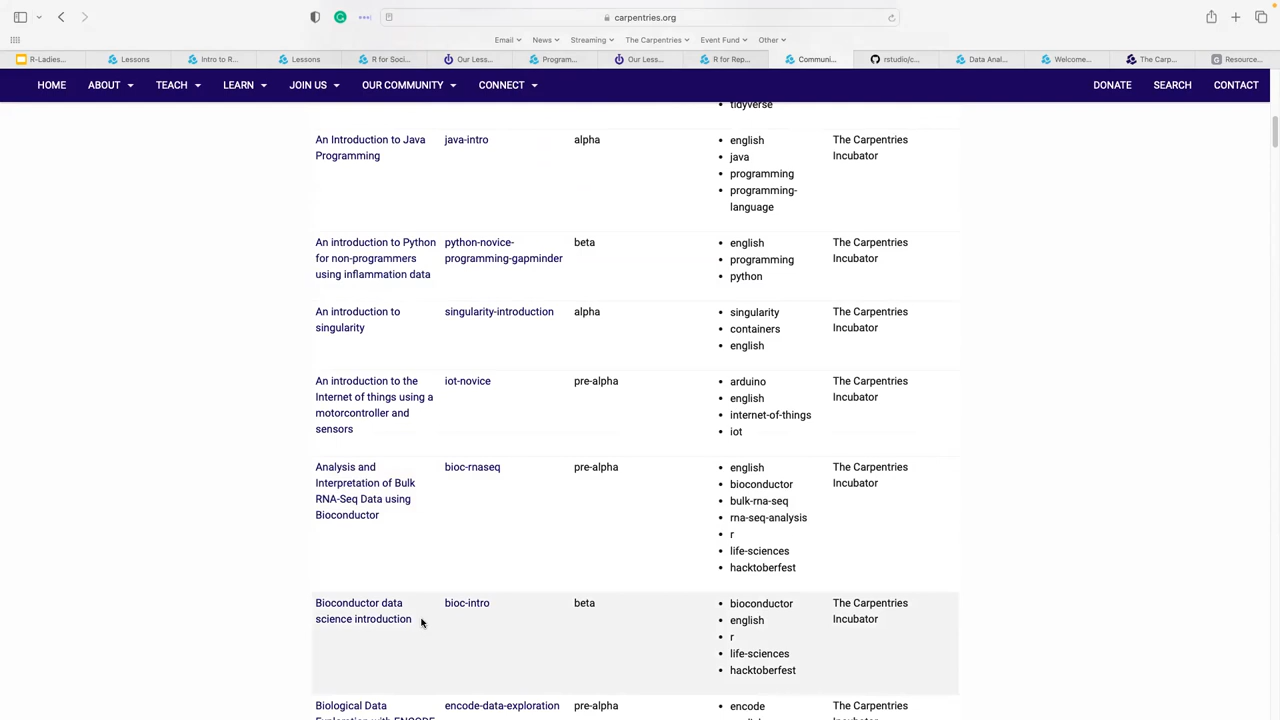 carpentries.org
Email News Streaming The Carpentries Event Fund Other
R-Ladies... Lessons Intro to R... Lessons R for Soci... Our Less... Program... Our Less... R for Rep... Communi... rstudio/c... Data Anal... Welcome... The Carp... Resource...
HOME ABOUT TEACH LEARN JOIN US OUR COMMUNITY CONNECT DONATE SEARCH CONTACT
tidyverse
An Introduction to Java
Programming
java-intro
alpha
english
java
programming
programming-
language
The Carpentries
Incubator
An introduction to Python
for non-programmers
using inflammation data
python-novice-
programming-gapminder
beta
english
programming
python
The Carpentries
Incubator
An introduction to
singularity
singularity-introduction
alpha
singularity
containers
english
The Carpentries
Incubator
An introduction to the
Internet of things using a
motorcontroller and
sensors
iot-novice
pre-alpha
arduino
english
internet-of-things
iot
The Carpentries
Incubator
Analysis and
Interpretation of Bulk
RNA-Seq Data using
Bioconductor
bioc-rnaseq
pre-alpha
english
bioconductor
bulk-rna-seq
rna-seq-analysis
r
life-sciences
hacktoberfest
The Carpentries
Incubator
Bioconductor data
science introduction
bioc-intro
beta
bioconductor
english
r
life-sciences
hacktoberfest
The Carpentries
Incubator
Biological Data
Exploration with ENCODE
encode-data-exploration
pre-alpha
encode
The Carpentries